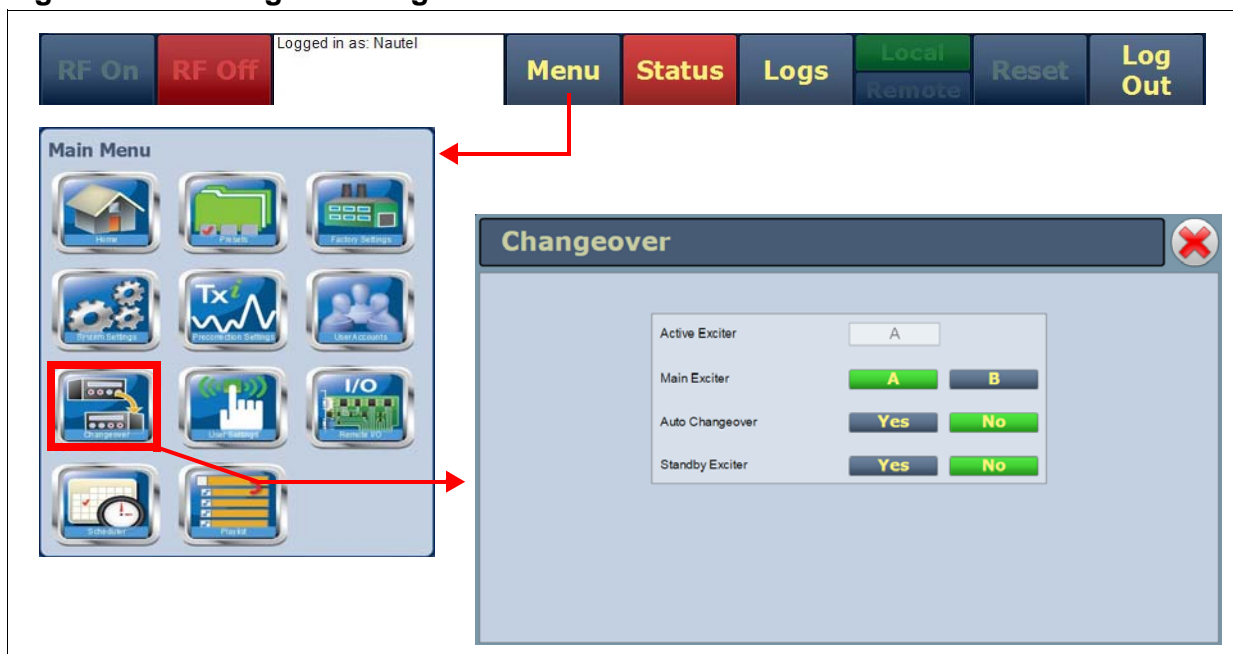 RF On
RF Off
Logged in as: Nautel
Menu
Status
Logs
Local
Remote
Reset
Log
Out
Main Menu
Home
Presets
Factory Settings
System Settings
Txi
Precorrection Settings
User Accounts
Changeover
User Settings
I/O
Remote I/O
Scheduler
Playlist
Changeover
Active Exciter
A
Main Exciter
A
B
Auto Changeover
Yes
No
Standby Exciter
Yes
No